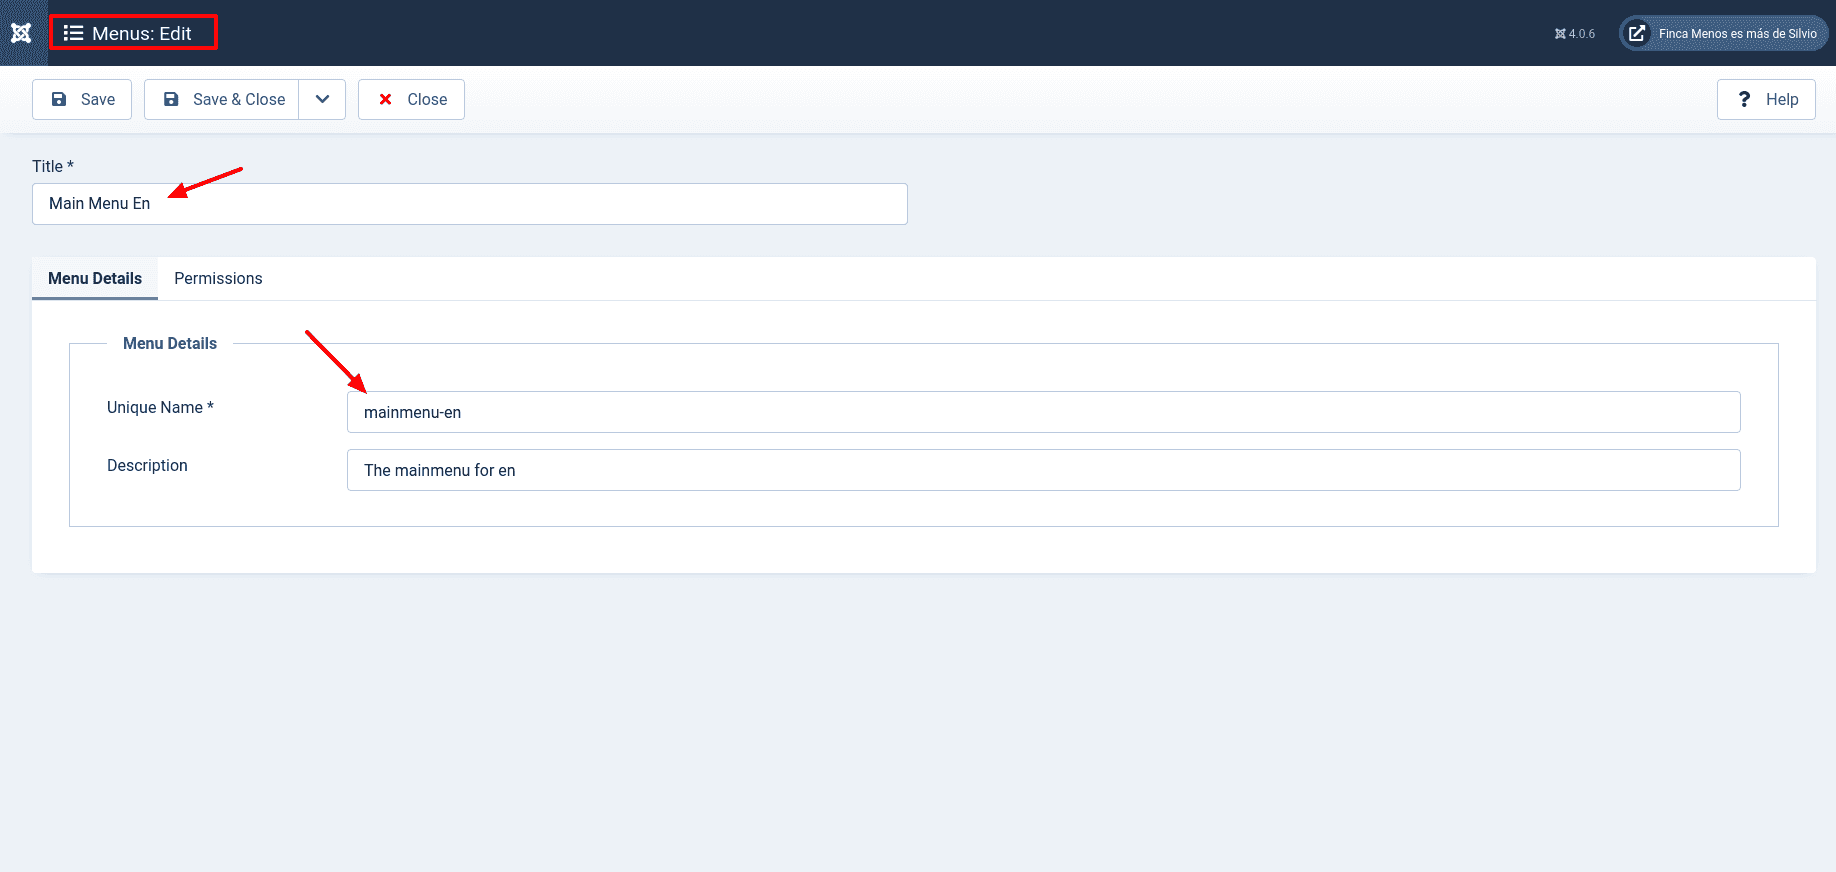 Menus: Edit
4.0.6
Finca Menos es más de Silvio
Save
Save & Close
Close
? Help
Title *
Main Menu En
Menu Details
Permissions
Menu Details
Unique Name *
mainmenu-en
Description
The mainmenu for en